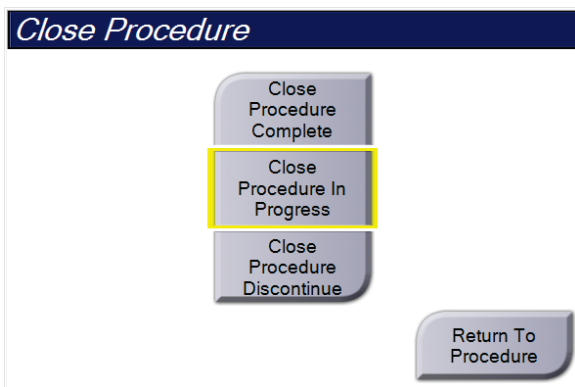 Close Procedure
Close
Procedure
Complete
Close
Procedure In
Progress
Close
Procedure
Discontinue
Return To
Procedure